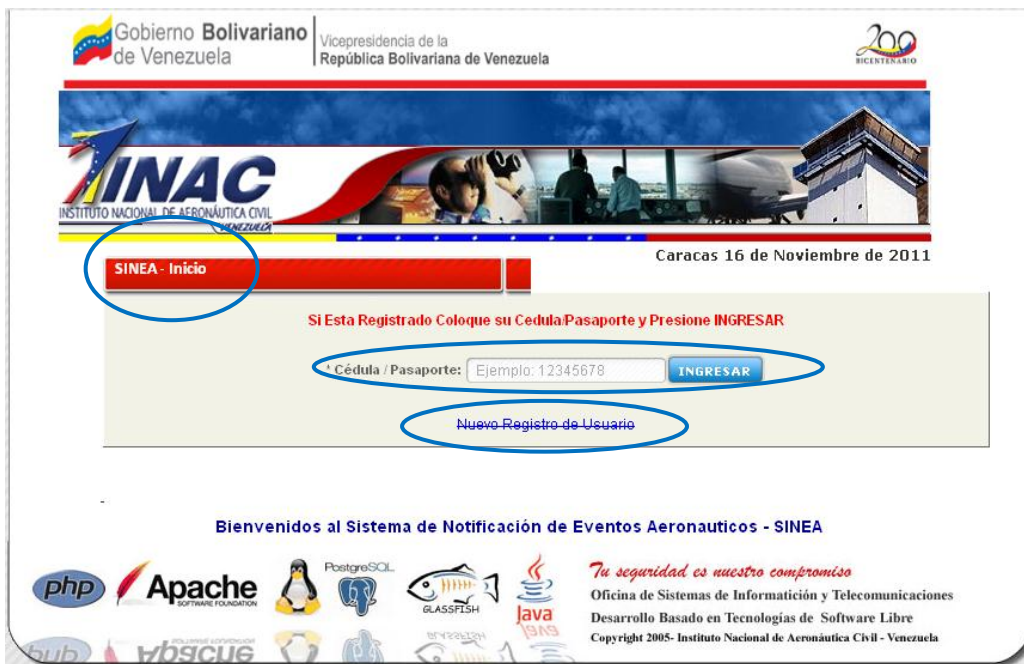 Gobierno Bolivariano
de Venezuela
Vicepresidencia de la
República Bolivariana de Venezuela
200
BICENTENARIO
INAC
INSTITUTO NACIONAL DE AERONÁUTICA CIVIL
VENEZUELA
Caracas 16 de Noviembre de 2011
SINEA - Inicio
Si Esta Registrado Coloque su Cedula/Pasaporte y Presione INGRESAR
* Cédula / Pasaporte: Ejemplo: 12345678 INGRESAR
Nuevo Registro de Usuario
-
Bienvenidos al Sistema de Notificación de Eventos Aeronauticos - SINEA
php
Apache
SOFTWARE FOUNDATION
PostgreSQL
GLASSFISH
Java
Tu seguridad es nuestro compromiso
Oficina de Sistemas de Informatición y Telecomunicaciones
Desarrollo Basado en Tecnologías de Software Libre
Copyright 2005- Instituto Nacional de Aeronáutica Civil - Venezuela